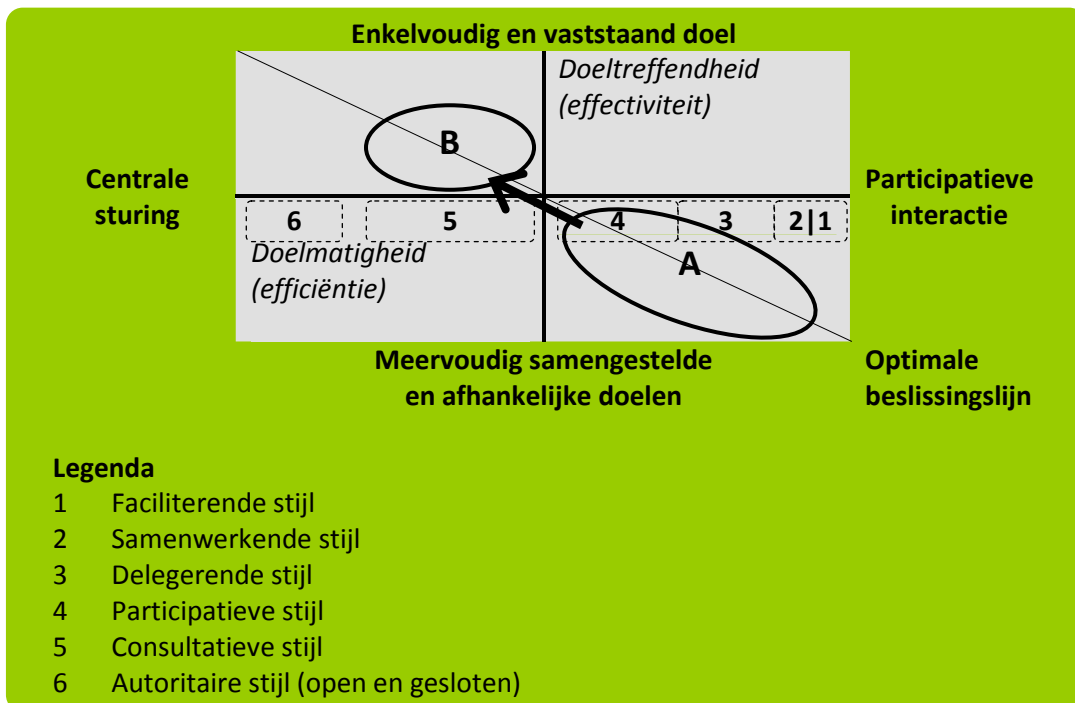 Enkelvoudig en vaststaand doel
Doeltreffendheid
(effectiviteit)
B
Centrale
sturing
Participatieve
interactie
6 5 4 3 2|1
Doelmatigheid
(efficiëntie)
A
Meervoudig samengestelde
en afhankelijke doelen
Optimale
beslissingslijn
Legenda
1 Faciliterende stijl
2 Samenwerkende stijl
3 Delegerende stijl
4 Participatieve stijl
5 Consultatieve stijl
6 Autoritaire stijl (open en gesloten)